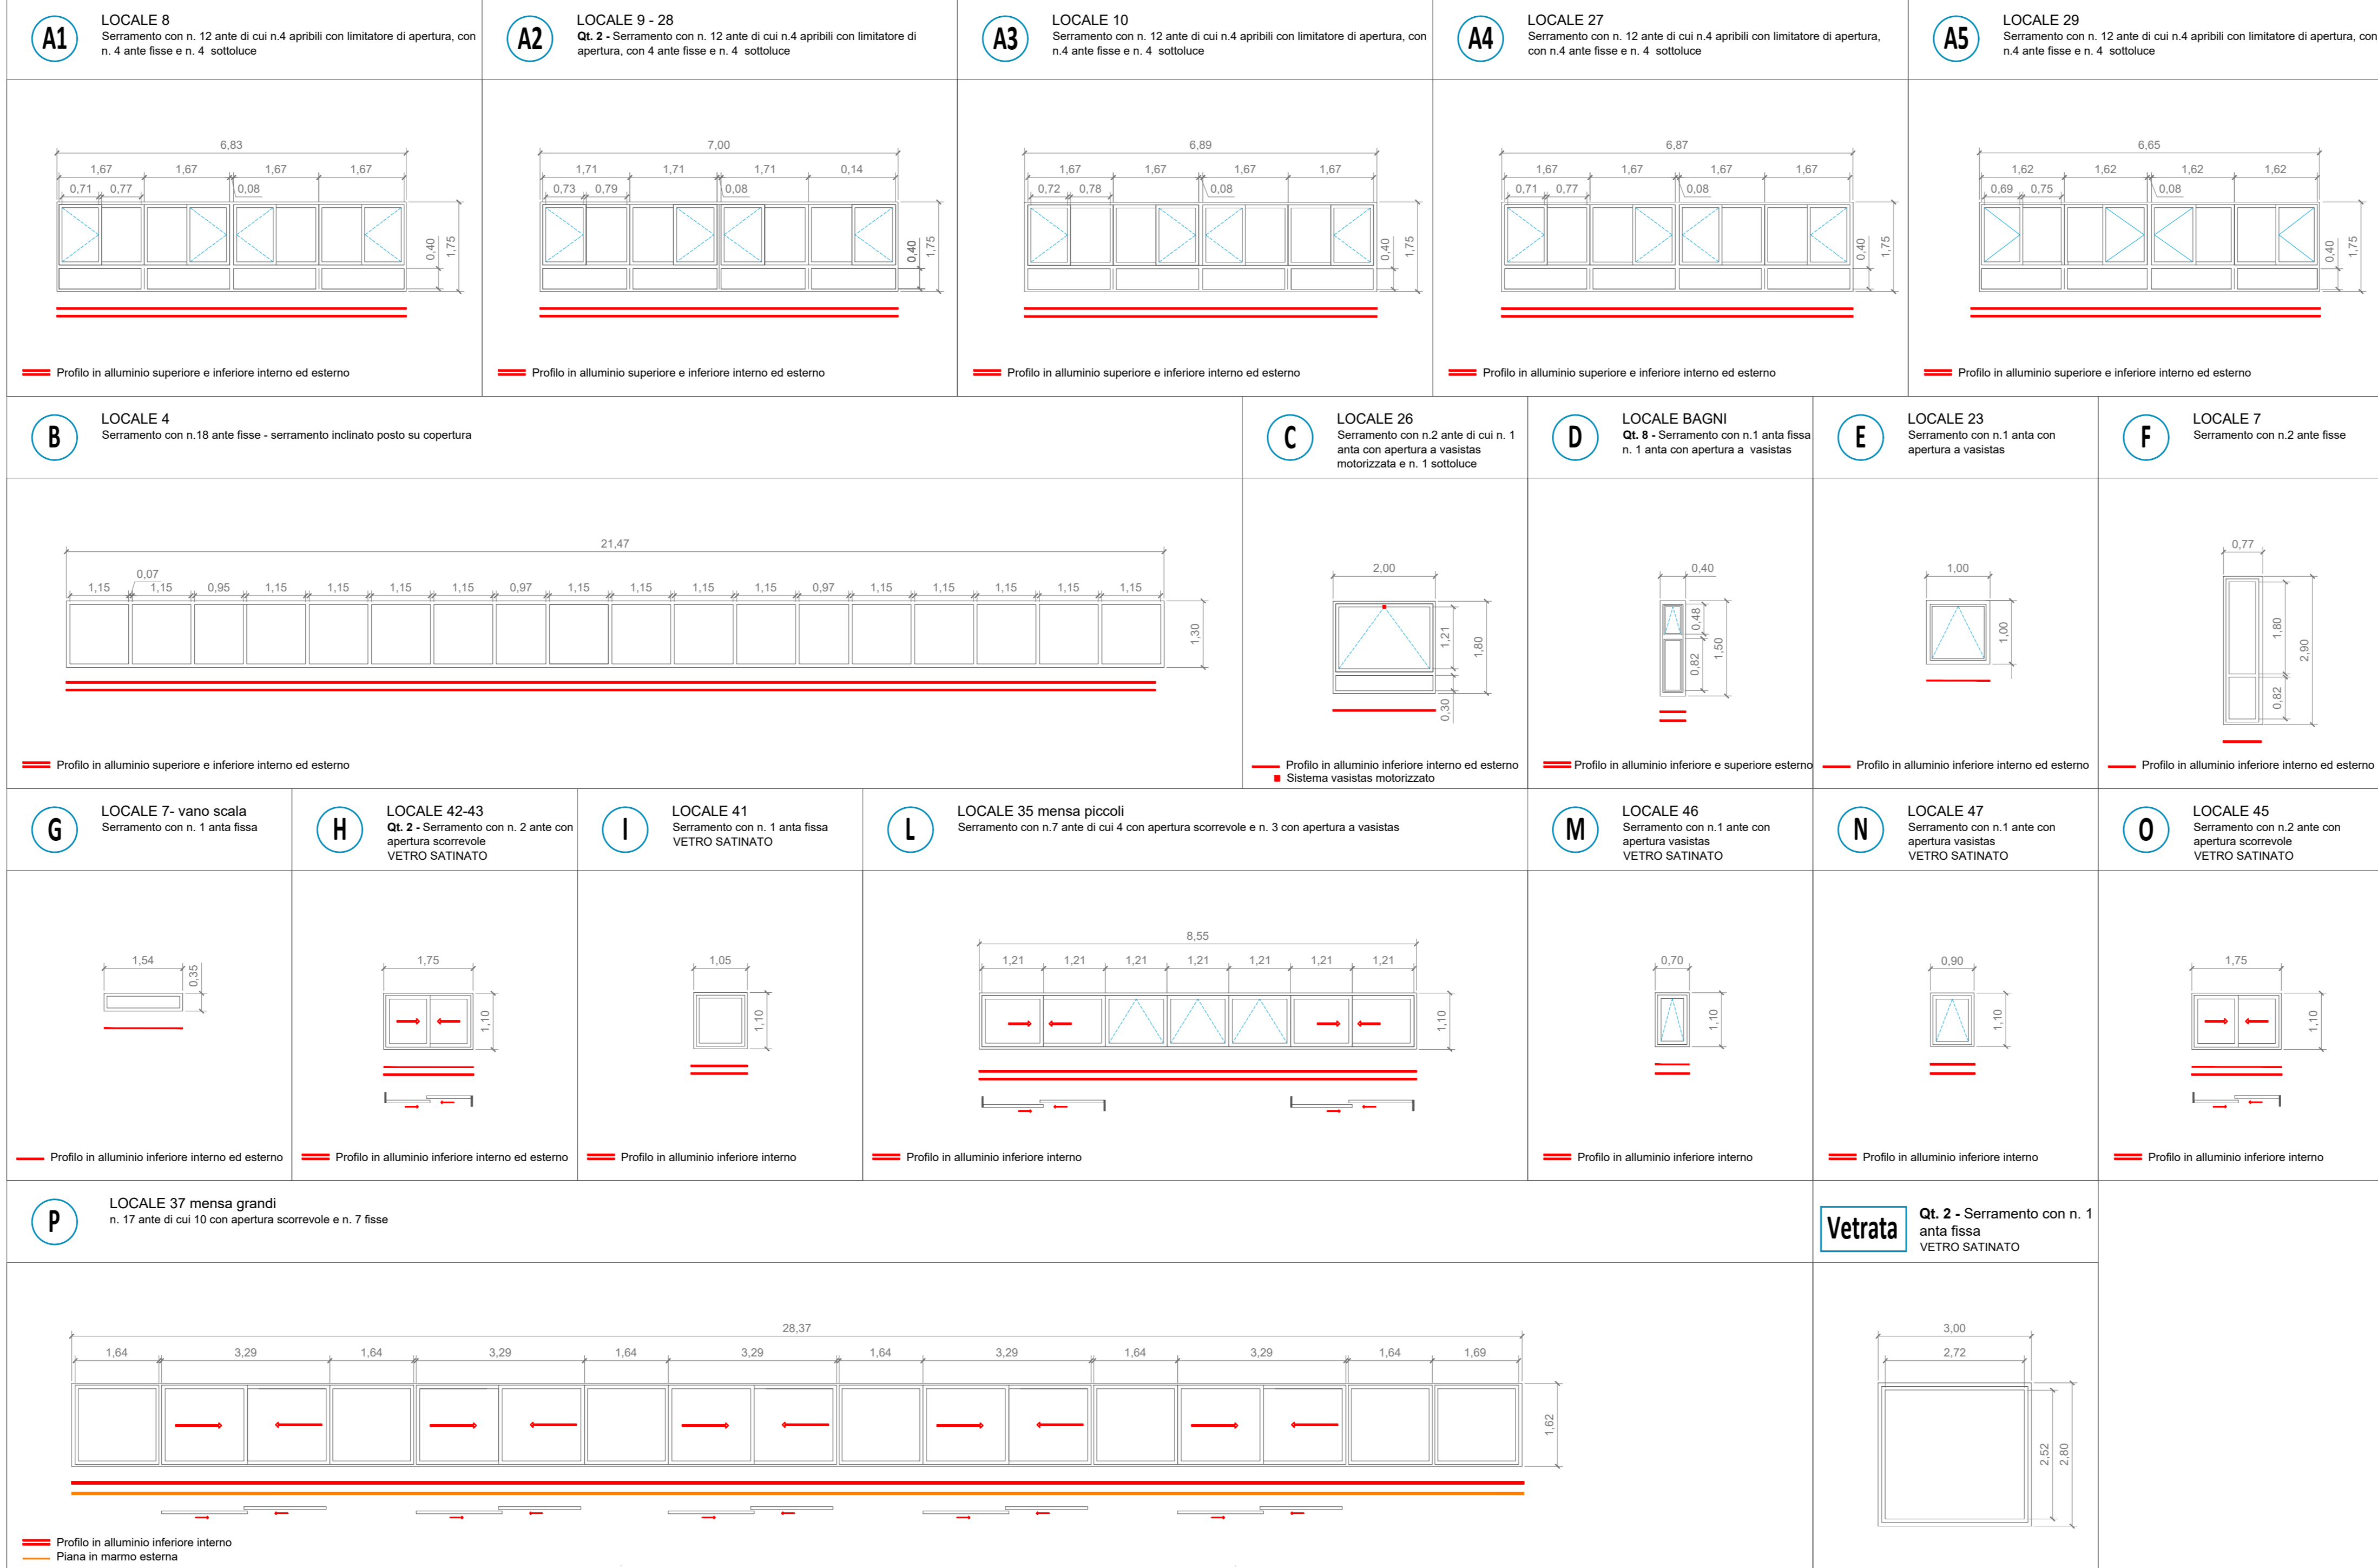 A1
LOCALE 8
Serramento con n. 12 ante di cui n.4 apribili con limitatore di apertura, con
n. 4 ante fisse e n. 4 sottoluce
6,83
1,67 1,67 1,67 1,67
0,71 0,77 0,08
0,40 1,75
Profilo in alluminio superiore e inferiore interno ed esterno
A2
LOCALE 9 - 28
Qt. 2 - Serramento con n. 12 ante di cui n.4 apribili con limitatore di
apertura, con 4 ante fisse e n. 4 sottoluce
7,00
1,71 1,71 1,71 0,14
0,73 0,79 0,08
0,40 1,75
Profilo in alluminio superiore e inferiore interno ed esterno
A3
LOCALE 10
Serramento con n. 12 ante di cui n.4 apribili con limitatore di apertura, con
n.4 ante fisse e n. 4 sottoluce
6,89
1,67 1,67 1,67 1,67
0,72 0,78 0,08
0,40 1,75
Profilo in alluminio superiore e inferiore interno ed esterno
A4
LOCALE 27
Serramento con n. 12 ante di cui n.4 apribili con limitatore di apertura,
con n.4 ante fisse e n. 4 sottoluce
6,87
1,67 1,67 1,67 1,67
0,71 0,77 0,08
0,40 1,75
Profilo in alluminio superiore e inferiore interno ed esterno
A5
LOCALE 29
Serramento con n. 12 ante di cui n.4 apribili con limitatore di apertura, con
n.4 ante fisse e n. 4 sottoluce
6,65
1,62 1,62 1,62 1,62
0,69 0,75 0,08
0,40 1,75
Profilo in alluminio superiore e inferiore interno ed esterno
B
LOCALE 4
Serramento con n.18 ante fisse - serramento inclinato posto su copertura
21,47
0,07
1,15 1,15 0,95 1,15 1,15 1,15 1,15 0,97 1,15 1,15 1,15 1,15 0,97 1,15 1,15 1,15 1,15 1,15
1,30
Profilo in alluminio superiore e inferiore interno ed esterno
C
LOCALE 26
Serramento con n.2 ante di cui n. 1
anta con apertura a vasistas
motorizzata e n. 1 sottoluce
2,00
1,21 1,80
0,30
Profilo in alluminio inferiore interno ed esterno
Sistema vasistas motorizzato
D
LOCALE BAGNI
Qt. 8 - Serramento con n.1 anta fissa
n. 1 anta con apertura a vasistas
0,40
0,48 0,82 1,50
Profilo in alluminio inferiore e superiore esterno
E
LOCALE 23
Serramento con n.1 anta con
apertura a vasistas
1,00
1,00
Profilo in alluminio inferiore interno ed esterno
F
LOCALE 7
Serramento con n.2 ante fisse
0,77
1,80 0,82 2,90
Profilo in alluminio inferiore interno ed esterno
G
LOCALE 7- vano scala
Serramento con n. 1 anta fissa
1,54
0,35
Profilo in alluminio inferiore interno ed esterno
H
LOCALE 42-43
Qt. 2 - Serramento con n. 2 ante con
apertura scorrevole
VETRO SATINATO
1,75
1,10
Profilo in alluminio inferiore interno ed esterno
I
LOCALE 41
Serramento con n. 1 anta fissa
VETRO SATINATO
1,05
1,10
Profilo in alluminio inferiore interno
L
LOCALE 35 mensa piccoli
Serramento con n.7 ante di cui 4 con apertura scorrevole e n. 3 con apertura a vasistas
8,55
1,21 1,21 1,21 1,21 1,21 1,21 1,21
1,10
Profilo in alluminio inferiore interno
M
LOCALE 46
Serramento con n.1 ante con
apertura vasistas
VETRO SATINATO
0,70
1,10
Profilo in alluminio inferiore interno
N
LOCALE 47
Serramento con n.1 ante con
apertura vasistas
VETRO SATINATO
0,90
1,10
Profilo in alluminio inferiore interno
O
LOCALE 45
Serramento con n.2 ante con
apertura scorrevole
VETRO SATINATO
1,75
1,10
Profilo in alluminio inferiore interno
P
LOCALE 37 mensa grandi
n. 17 ante di cui 10 con apertura scorrevole e n. 7 fisse
28,37
1,64 3,29 1,64 3,29 1,64 3,29 1,64 3,29 1,64 3,29 1,64 1,69
1,62
Profilo in alluminio inferiore interno
Piana in marmo esterna
Vetrata
Qt. 2 - Serramento con n. 1
anta fissa
VETRO SATINATO
3,00
2,72
2,52 2,80